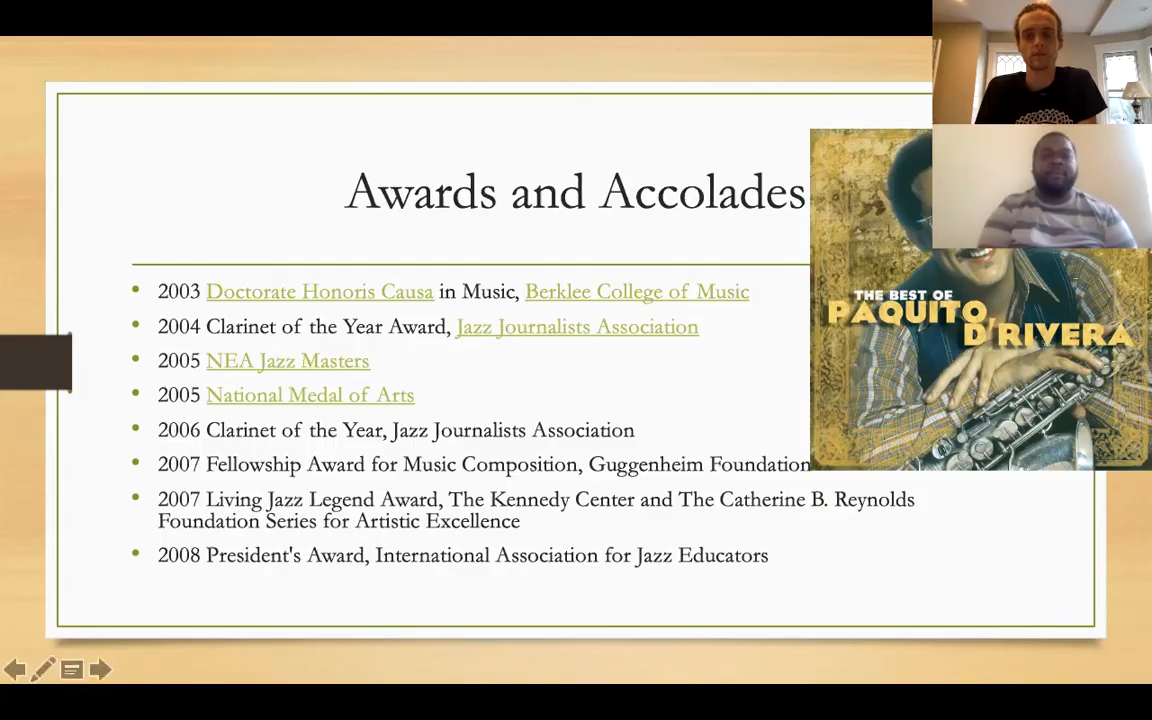 Awards and Accolades
• 2003 Doctorate Honoris Causa in Music, Berklee College of Music
• 2004 Clarinet of the Year Award, Jazz Journalists Association
• 2005 NEA Jazz Masters
• 2005 National Medal of Arts
• 2006 Clarinet of the Year, Jazz Journalists Association
• 2007 Fellowship Award for Music Composition, Guggenheim Foundation
• 2007 Living Jazz Legend Award, The Kennedy Center and The Catherine B. Reynolds
Foundation Series for Artistic Excellence
• 2008 President's Award, International Association for Jazz Educators
THE BEST OF
PAQUITO
D'RIVERA